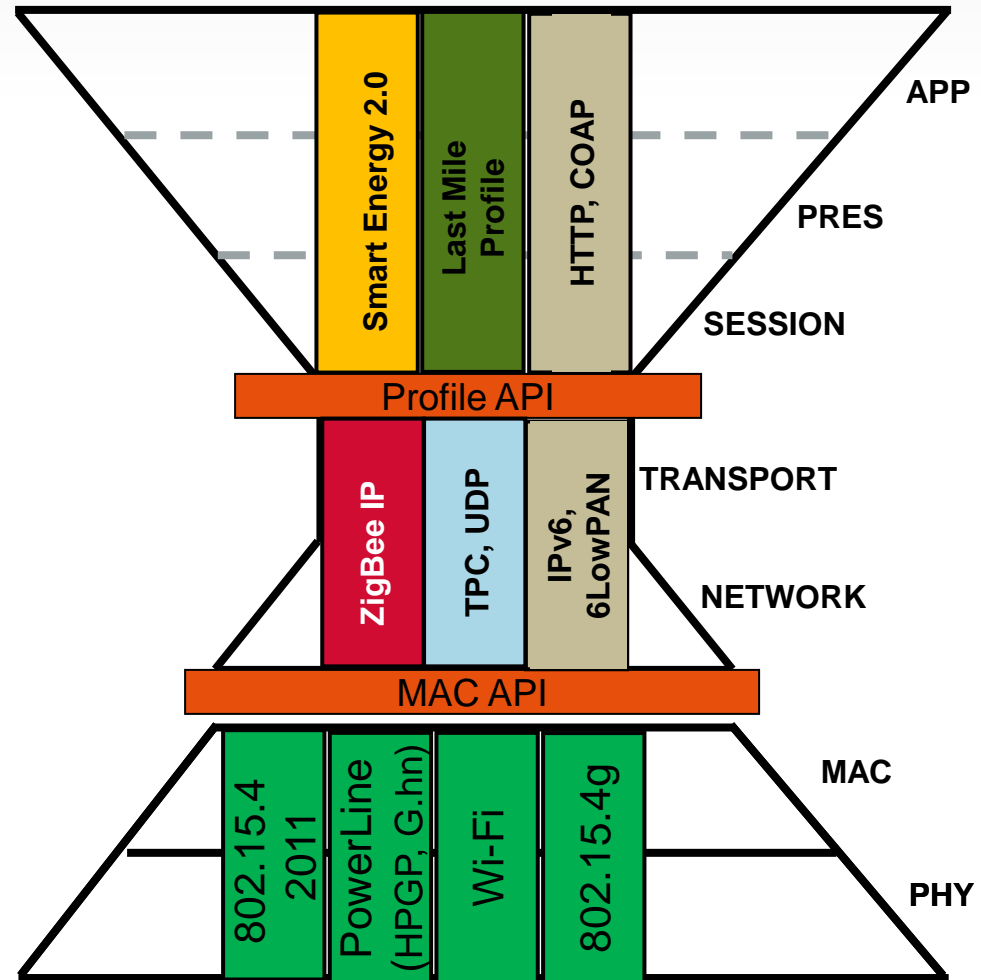 APP
PRES
SESSION
Smart Energy 2.0
Last Mile
Profile
HTTP, COAP
Profile API
TRANSPORT
NETWORK
ZigBee IP
TPC, UDP
IPv6,
6LowPAN
MAC API
MAC
PHY
802.15.4
2011
PowerLine
(HPGP, G.hn)
Wi-Fi
802.15.4g